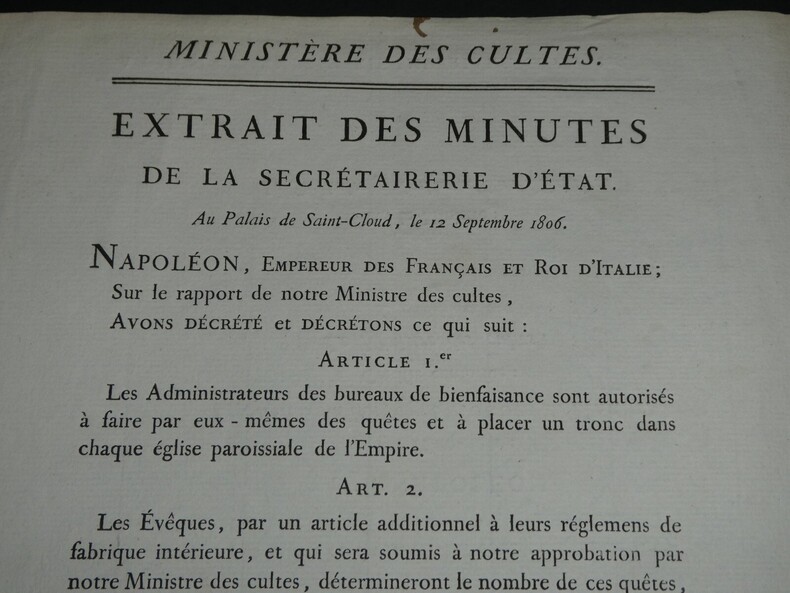 MINISTÈRE DES CULTES.
EXTRAIT DES MINUTES
DE LA SECRÉTAIRERIE D'ÉTAT.
Au Palais de Saint-Cloud, le 12 Septembre 1806.
NAPOLÉON, EMPEREUR DES FRANÇAIS ET ROI D'ITALIE;
Sur le rapport de notre Ministre des cultes,
AVONS DÉCRÉTÉ et DÉCRÉTONS ce qui suit :
ARTICLE 1.er
Les Administrateurs des bureaux de bienfaisance sont autorisés
à faire par eux-mêmes des quêtes et à placer un tronc dans
chaque église paroissiale de l'Empire.
ART. 2.
Les Évêques, par un article additionnel à leurs réglemens de
fabrique intérieure, et qui sera soumis à notre approbation par
notre Ministre des cultes, détermineront le nombre de ces quêtes,